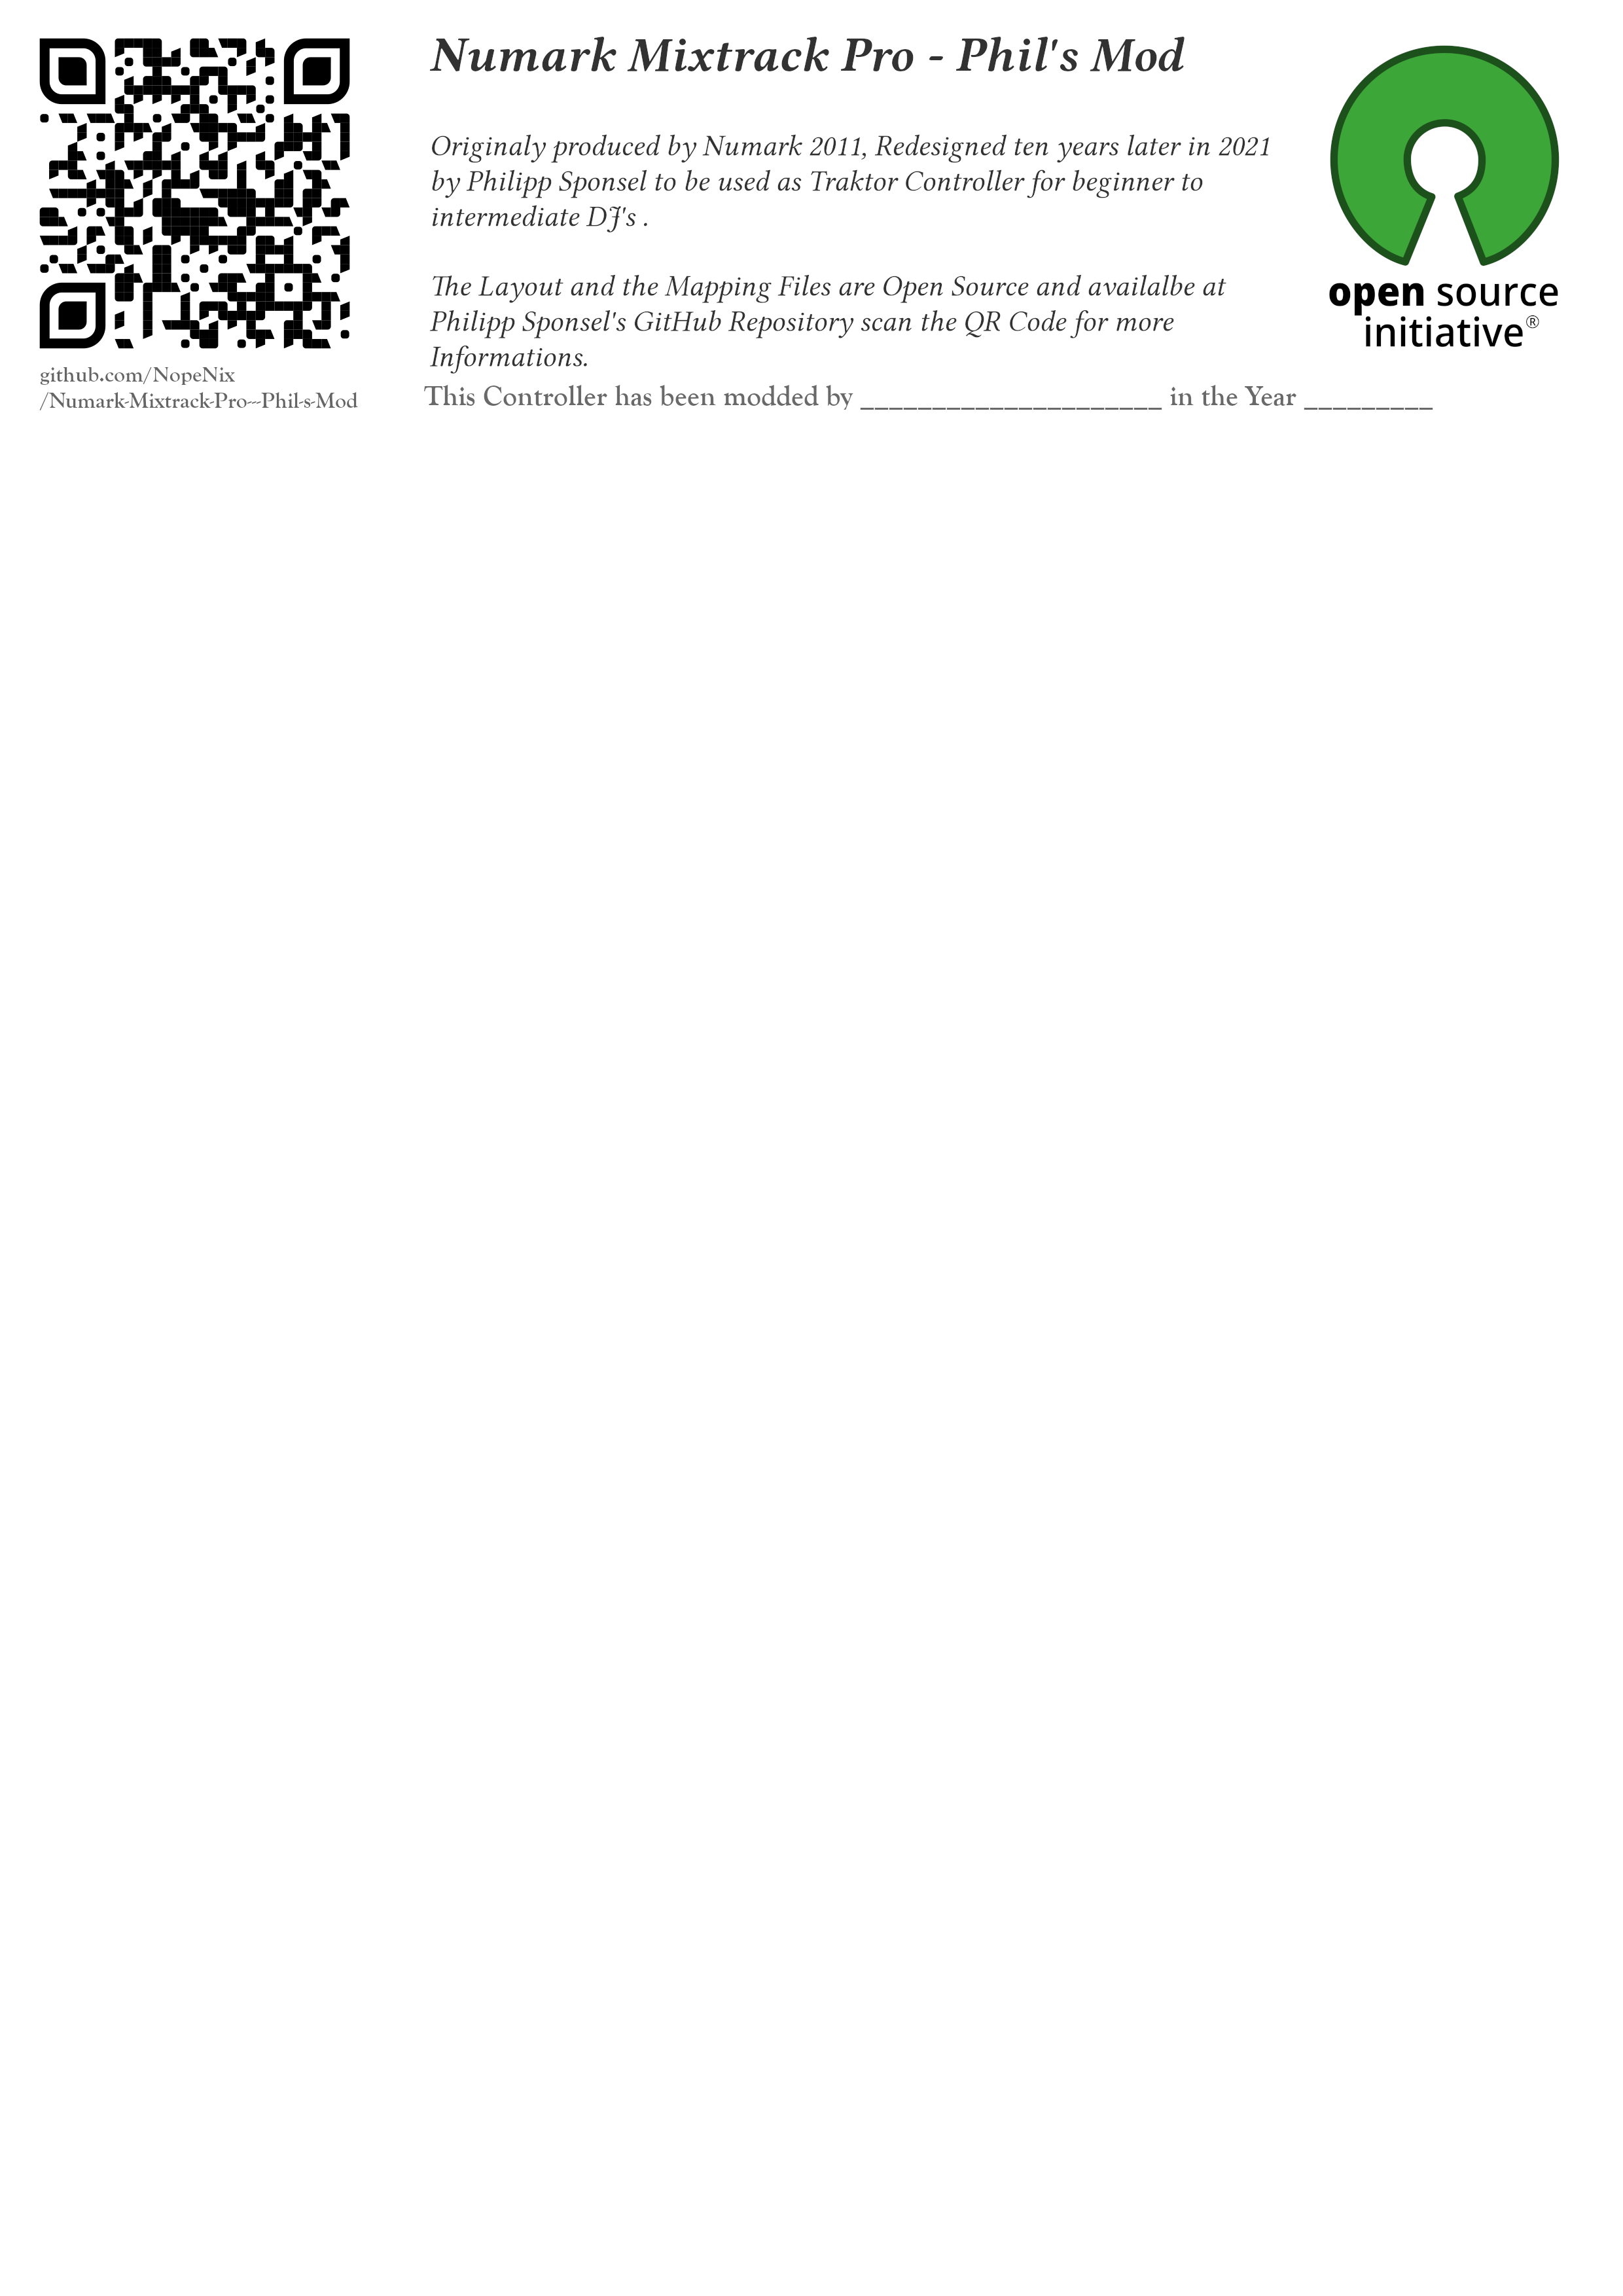 Numark Mixtrack Pro - Phil's Mod
Originaly produced by Numark 2011, Redesigned ten years later in 2021
by Philipp Sponsel to be used as Traktor Controller for beginner to
intermediate DJ's .
The Layout and the Mapping Files are Open Source and availalbe at
Philipp Sponsel's GitHub Repository scan the QR Code for more
Informations.
This Controller has been modded by _____________________ in the Year _________
github.com/NopeNix
/Numark-Mixtrack-Pro---Phil-s-Mod
open source
initiative®